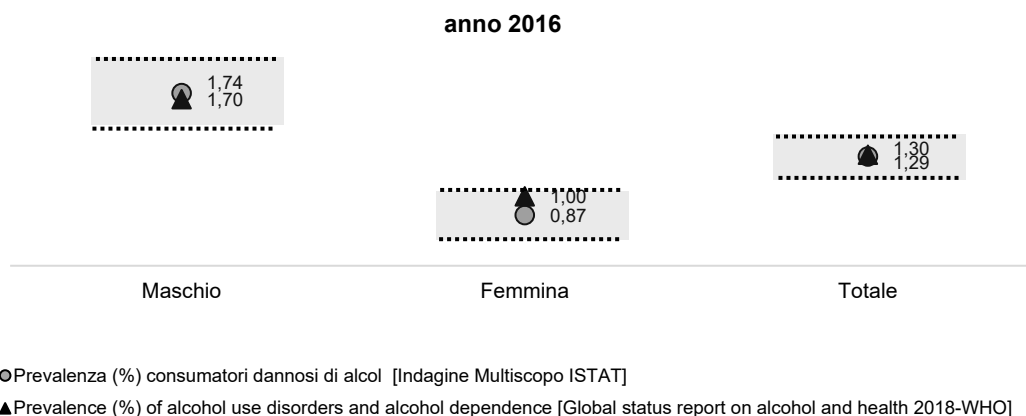 anno 2016
1,74
1,70
1,00
0,87
1,30
1,29
Maschio
Femmina
Totale
Prevalenza (%) consumatori dannosi di alcol [Indagine Multiscopo ISTAT]
Prevalence (%) of alcohol use disorders and alcohol dependence [Global status report on alcohol and health 2018-WHO]